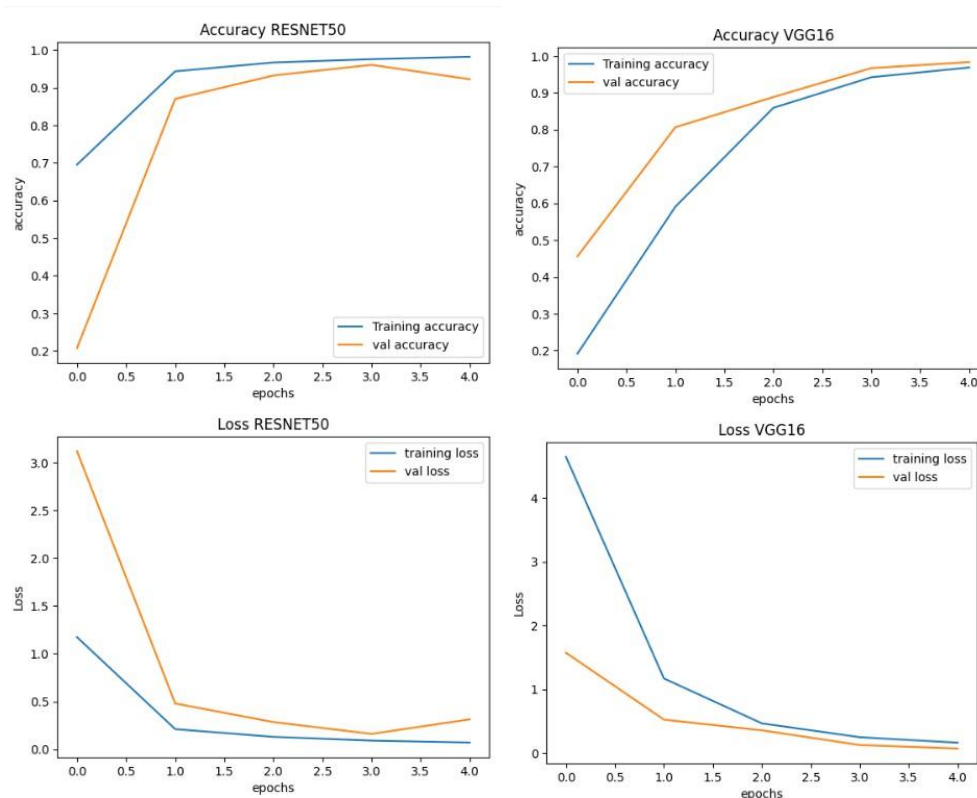 Accuracy RESNET50
1.0
0.9
0.8
0.7
0.6
0.5
0.4
0.3
0.2
accuracy
Training accuracy
val accuracy
0.0 0.5 1.0 1.5 2.0 2.5 3.0 3.5 4.0
epochs
Accuracy VGG16
1.0
0.9
0.8
0.7
0.6
0.5
0.4
0.3
0.2
accuracy
Training accuracy
val accuracy
0.0 0.5 1.0 1.5 2.0 2.5 3.0 3.5 4.0
epochs
Loss RESNET50
3.0
2.5
2.0
1.5
1.0
0.5
0.0
Loss
training loss
val loss
0.0 0.5 1.0 1.5 2.0 2.5 3.0 3.5 4.0
epochs
Loss VGG16
4
3
2
1
0
Loss
training loss
val loss
0.0 0.5 1.0 1.5 2.0 2.5 3.0 3.5 4.0
epochs